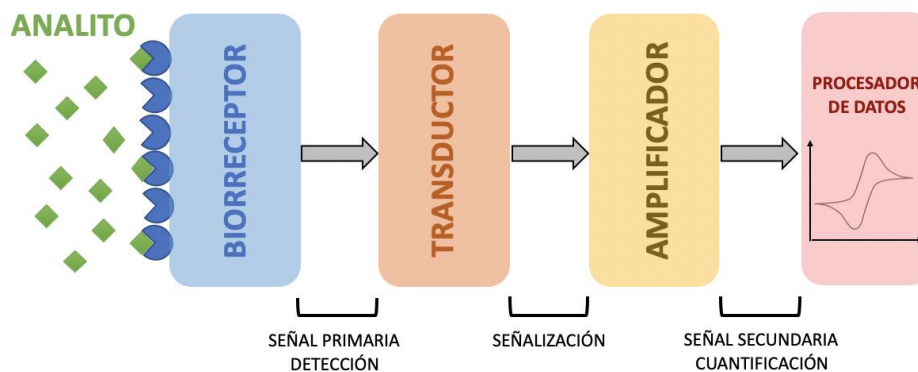 ANALITO
BIORRECEPTOR
TRANSDUCTOR
AMPLIFICADOR
PROCESADOR
DE DATOS
SEÑAL PRIMARIA
DETECCIÓN
SEÑALIZACIÓN
SEÑAL SECUNDARIA
CUANTIFICACIÓN